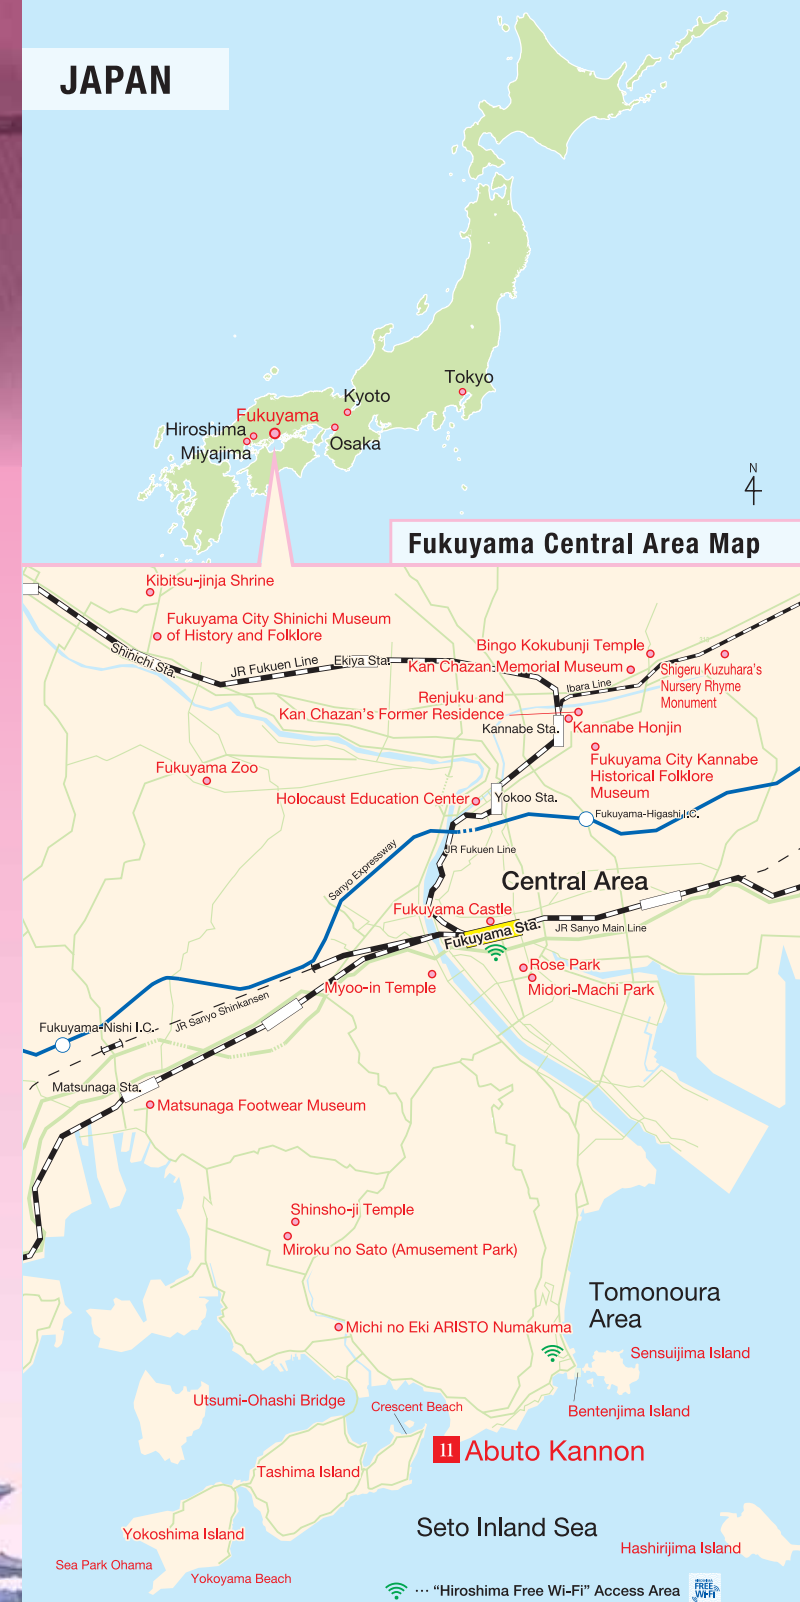 JAPAN
Tokyo
Kyoto
Fukuyama
Hiroshima
Osaka
Miyajima
N
4
Fukuyama Central Area Map
Kibitsu-jinja Shrine
Fukuyama City Shinichi Museum
of History and Folklore
Shinichi Sta.
JR Fukuen Line
Ekiya Sta.
Bingo Kokubunji Temple
Kan Chazan Memorial Museum
Shigeru Kuzuhara's
Nursery Rhyme
Monument
Ibara Line
Renjuku and
Kan Chazan's Former Residence
Kannabe Sta.
Kannabe Honjin
Fukuyama City Kannabe
Historical Folklore
Museum
Fukuyama Zoo
Holocaust Education Center
Yokoo Sta.
Fukuyama-Higashi I.C.
Sanyo Expressway
JR Fukuen Line
Central Area
Fukuyama Castle
Fukuyama Sta.
JR Sanyo Main Line
Rose Park
Myoo-in Temple
Midori-Machi Park
JR Sanyo Shinkansen
Fukuyama-Nishi I.C.
Matsunaga Sta.
Matsunaga Footwear Museum
Shinsho-ji Temple
Miroku no Sato (Amusement Park)
Tomonoura
Area
Michi no Eki ARISTO Numakuma
Sensuijima Island
Utsumi-Ohashi Bridge
Crescent Beach
Bentenjima Island
11 Abuto Kannon
Tashima Island
Seto Inland Sea
Yokoshima Island
Hashirijima Island
Sea Park Ohama
Yokoyama Beach
··· "Hiroshima Free Wi-Fi" Access Area
HIROSHIMA
FREE
Wi-Fi